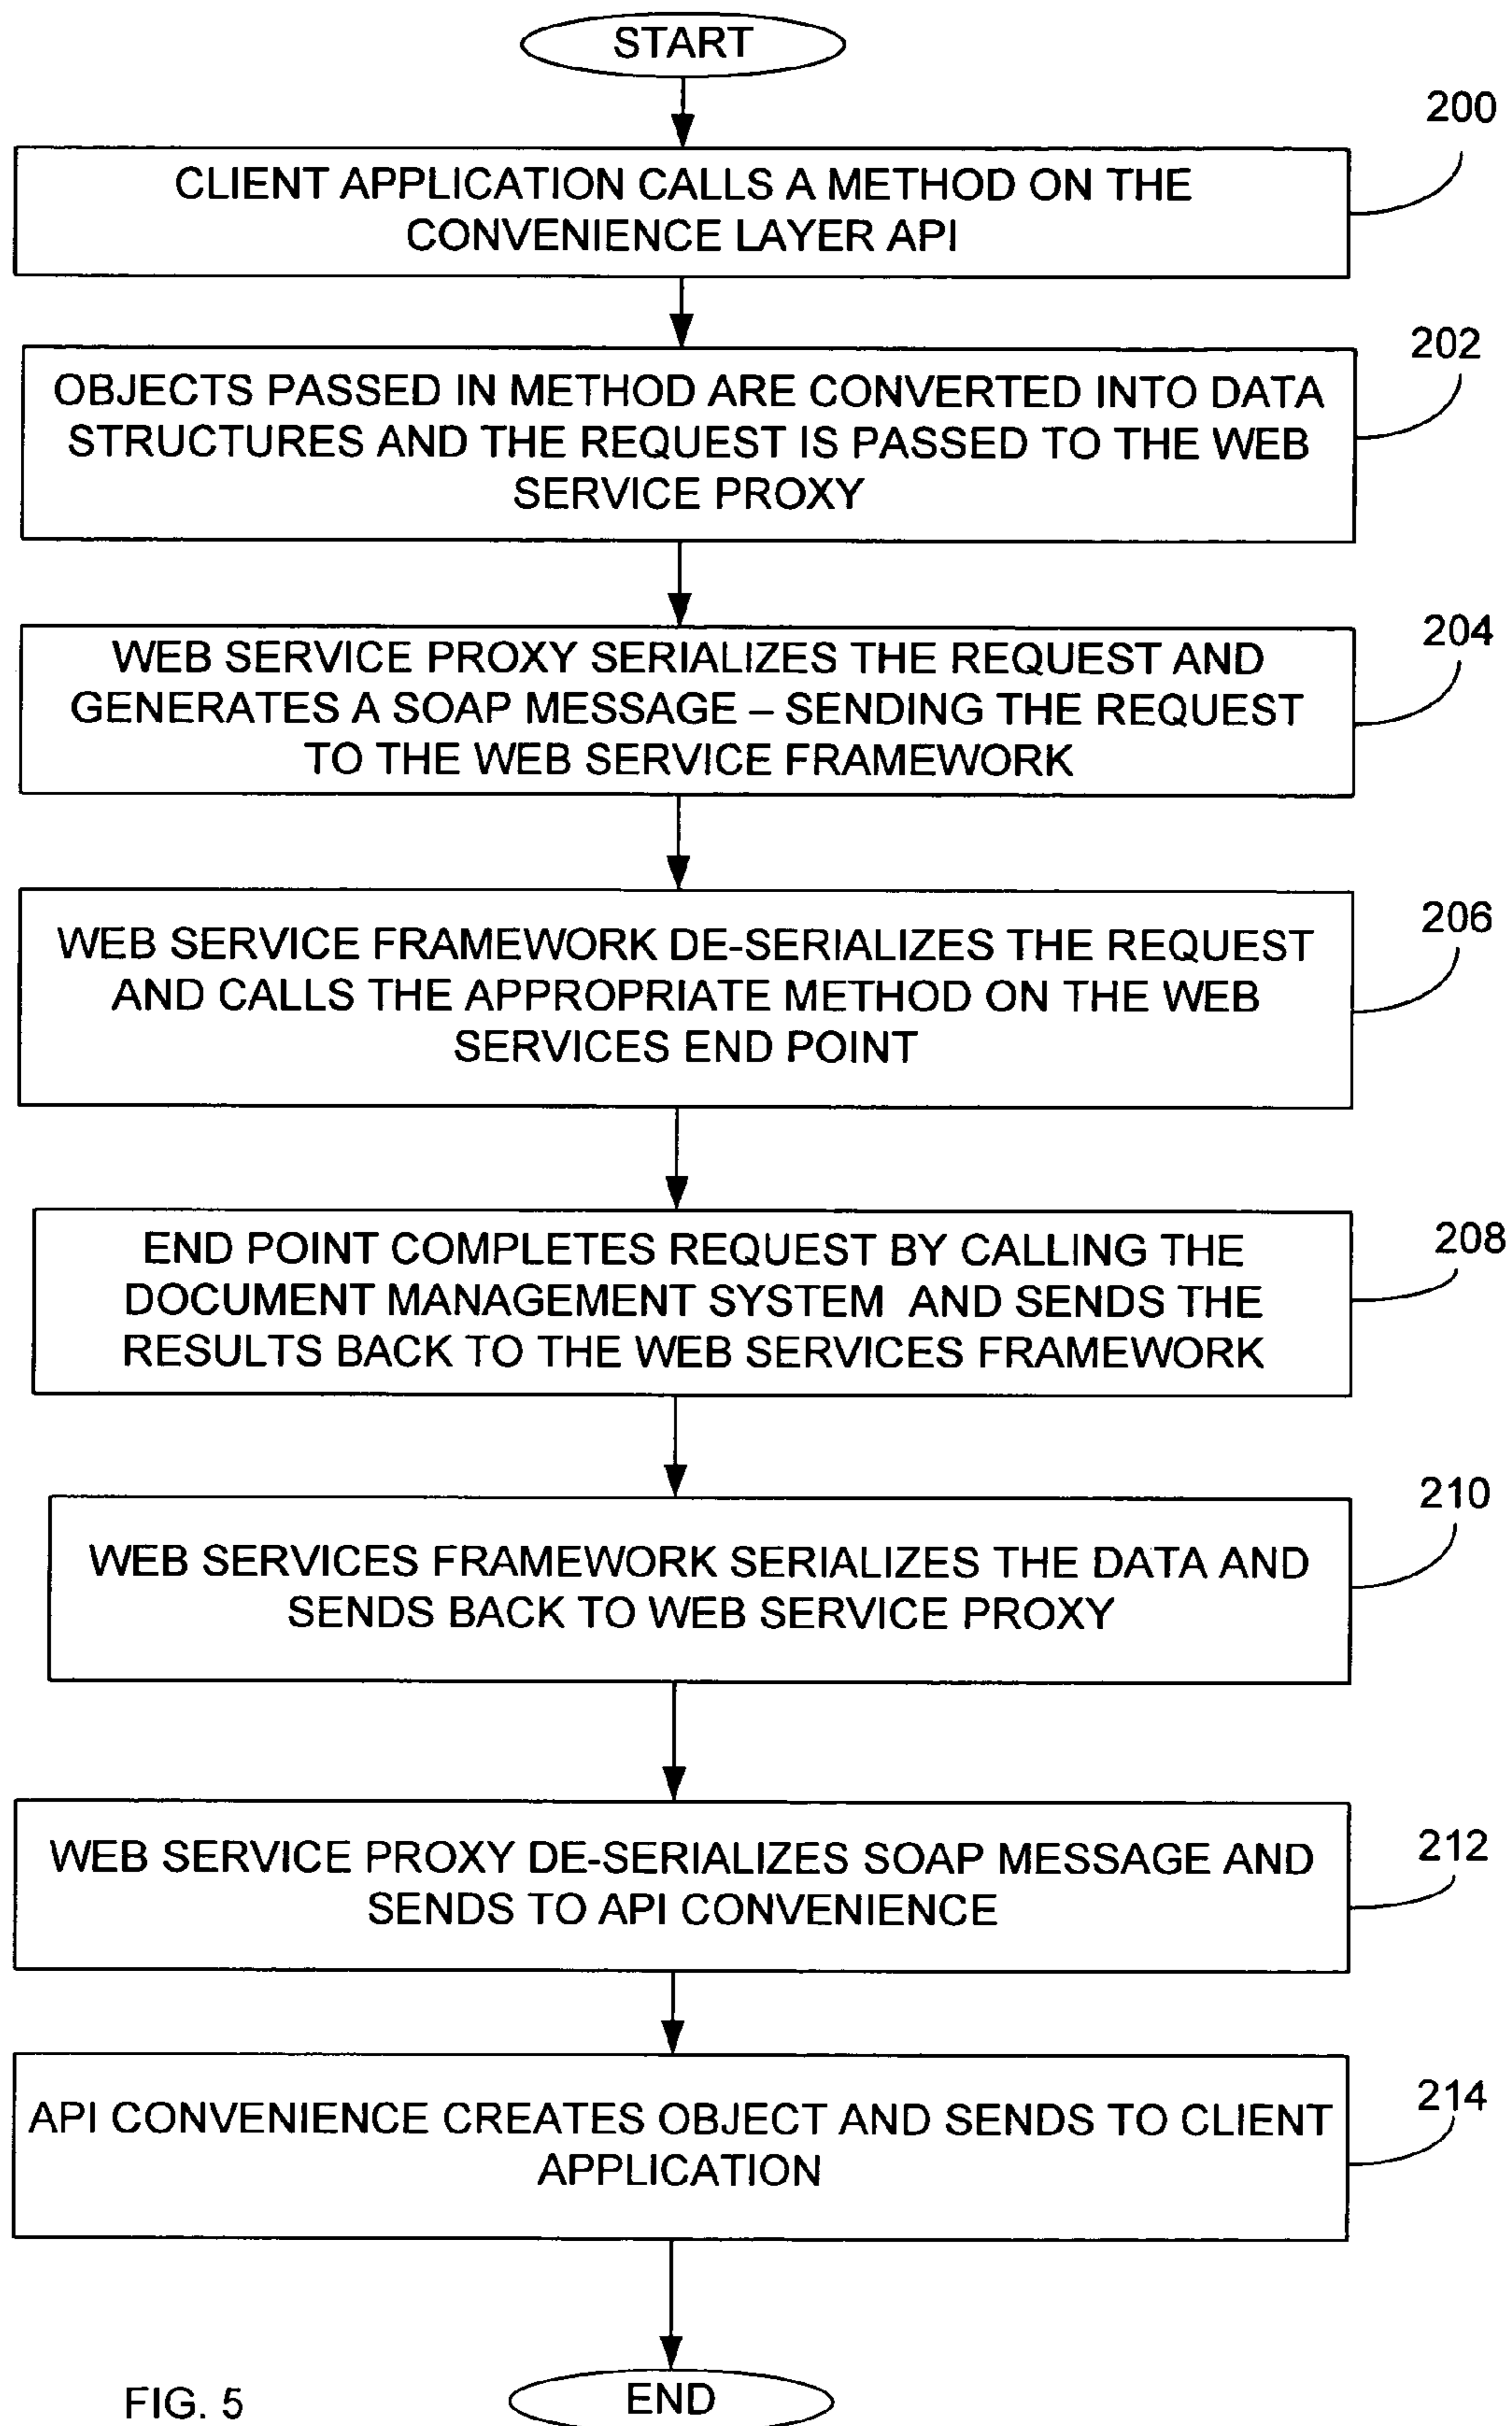 START
200
CLIENT APPLICATION CALLS A METHOD ON THE
CONVENIENCE LAYER API
202
OBJECTS PASSED IN METHOD ARE CONVERTED INTO DATA
STRUCTURES AND THE REQUEST IS PASSED TO THE WEB
SERVICE PROXY
204
WEB SERVICE PROXY SERIALIZES THE REQUEST AND
GENERATES A SOAP MESSAGE – SENDING THE REQUEST
TO THE WEB SERVICE FRAMEWORK
206
WEB SERVICE FRAMEWORK DE-SERIALIZES THE REQUEST
AND CALLS THE APPROPRIATE METHOD ON THE WEB
SERVICES END POINT
208
END POINT COMPLETES REQUEST BY CALLING THE
DOCUMENT MANAGEMENT SYSTEM AND SENDS THE
RESULTS BACK TO THE WEB SERVICES FRAMEWORK
210
WEB SERVICES FRAMEWORK SERIALIZES THE DATA AND
SENDS BACK TO WEB SERVICE PROXY
212
WEB SERVICE PROXY DE-SERIALIZES SOAP MESSAGE AND
SENDS TO API CONVENIENCE
214
API CONVENIENCE CREATES OBJECT AND SENDS TO CLIENT
APPLICATION
END
FIG. 5